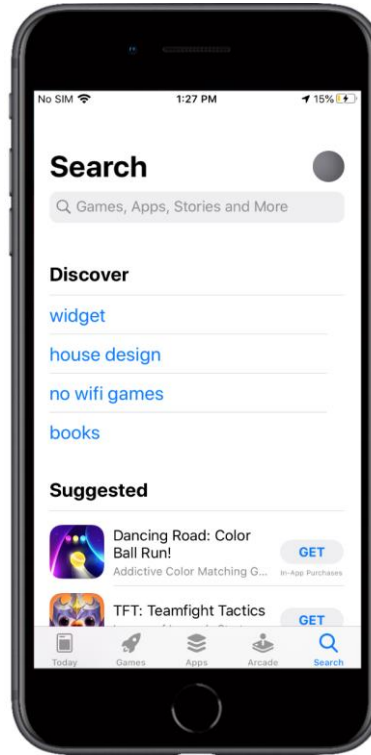 No SIM 1:27 PM 15%
Search
Games, Apps, Stories and More
Discover
widget
house design
no wifi games
books
Suggested
Dancing Road: Color
Ball Run!
GET
Addictive Color Matching G... In-App Purchases
TFT: Teamfight Tactics
GET
Today Games Apps Arcade Search